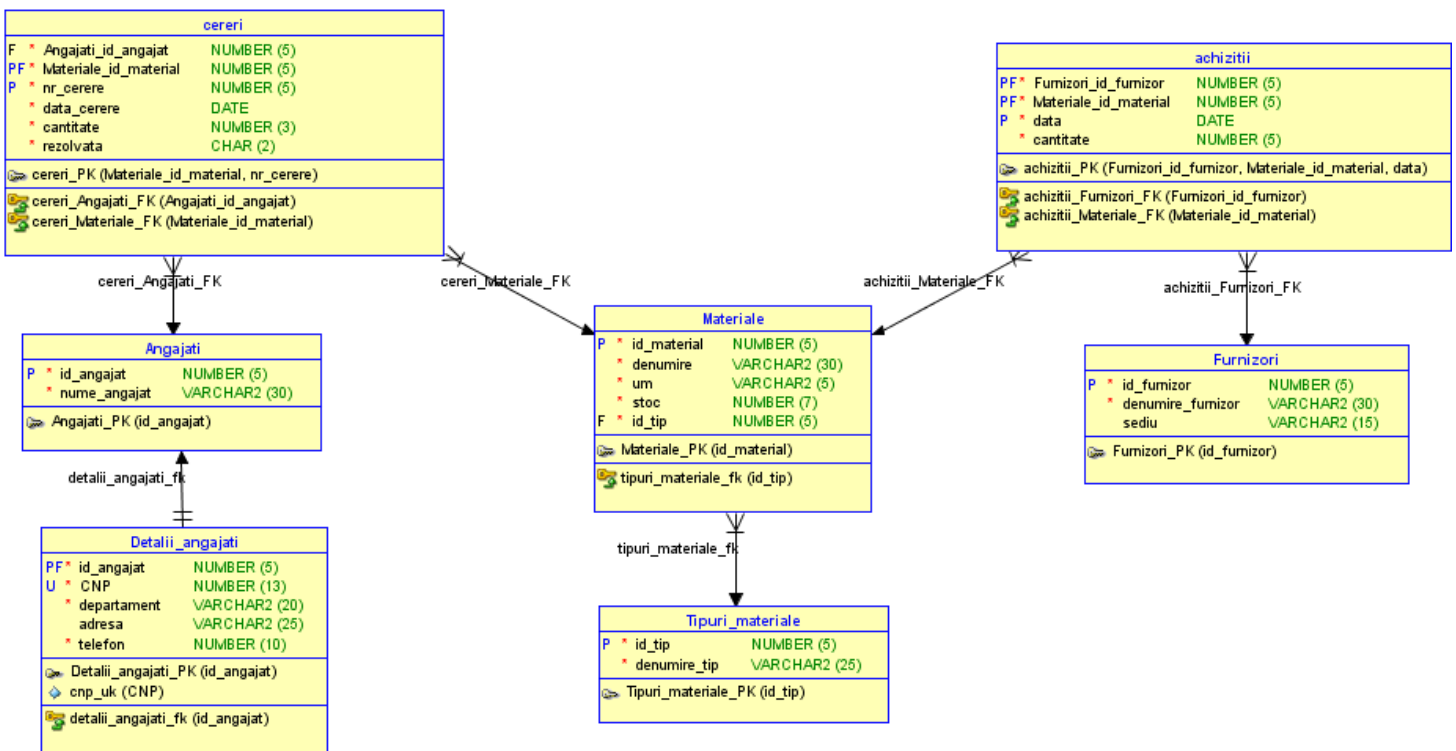 cereri
F * Angajati_id_angajat NUMBER (5)
PF* Materiale_id_material NUMBER (5)
P * nr_cerere NUMBER (5)
* data_cerere DATE
* cantitate NUMBER (3)
* rezolvata CHAR (2)
cereri_PK (Materiale_id_material, nr_cerere)
cereri_Angajati_FK (Angajati_id_angajat)
cereri_Materiale_FK (Materiale_id_material)
achizitii
PF* Furnizori_id_furnizor NUMBER (5)
PF* Materiale_id_material NUMBER (5)
P * data DATE
* cantitate NUMBER (5)
achizitii_PK (Furnizori_id_furnizor, Materiale_id_material, data)
achizitii_Furnizori_FK (Furnizori_id_furnizor)
achizitii_Materiale_FK (Materiale_id_material)
cereri_Angajati_FK
cereri_Materiale_FK
achizitii_Materiale_FK
achizitii_Furnizori_FK
Angajati
P * id_angajat NUMBER (5)
* nume_angajat VARCHAR2 (30)
Angajati_PK (id_angajat)
Materiale
P * id_material NUMBER (5)
* denumire VARCHAR2 (30)
* um VARCHAR2 (5)
* stoc NUMBER (7)
F * id_tip NUMBER (5)
Materiale_PK (id_material)
tipuri_materiale_fk (id_tip)
Furnizori
P * id_furnizor NUMBER (5)
* denumire_furnizor VARCHAR2 (30)
sediu VARCHAR2 (15)
Furnizori_PK (id_furnizor)
detalii_angajati_fk
Detalii_angajati
PF* id_angajat NUMBER (5)
U * CNP NUMBER (13)
* departament VARCHAR2 (20)
adresa VARCHAR2 (25)
* telefon NUMBER (10)
Detalii_angajati_PK (id_angajat)
cnp_uk (CNP)
detalii_angajati_fk (id_angajat)
tipuri_materiale_fk
Tipuri_materiale
P * id_tip NUMBER (5)
* denumire_tip VARCHAR2 (25)
Tipuri_materiale_PK (id_tip)